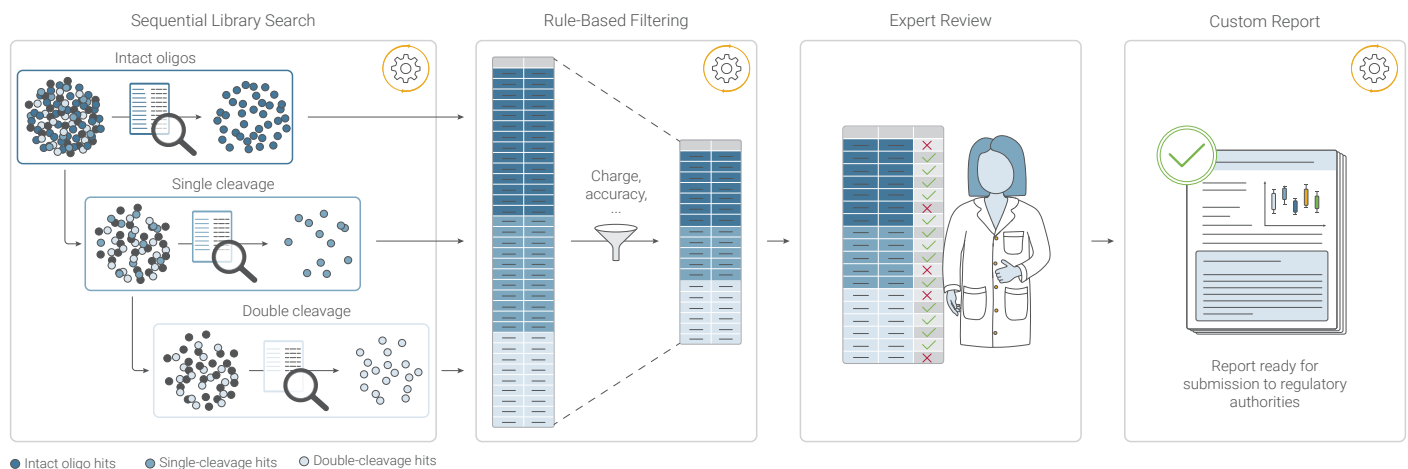 Sequential Library Search
Rule-Based Filtering
Expert Review
Custom Report
Intact oligos
Single cleavage
Double cleavage
Charge,
accuracy,
...
Report ready for
submission to regulatory
authorities
Intact oligo hits
Single-cleavage hits
Double-cleavage hits